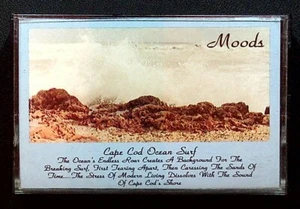 Moods
Cape Cod Ocean Surf
The Ocean's Endless Roar Creates A Background For The
Breaking Surf, First Tearing Apart, Then Caressing The Sands Of
Time... The Stress Of Modern Living Dissolves With The Sound
Of Cape Cod's Shore